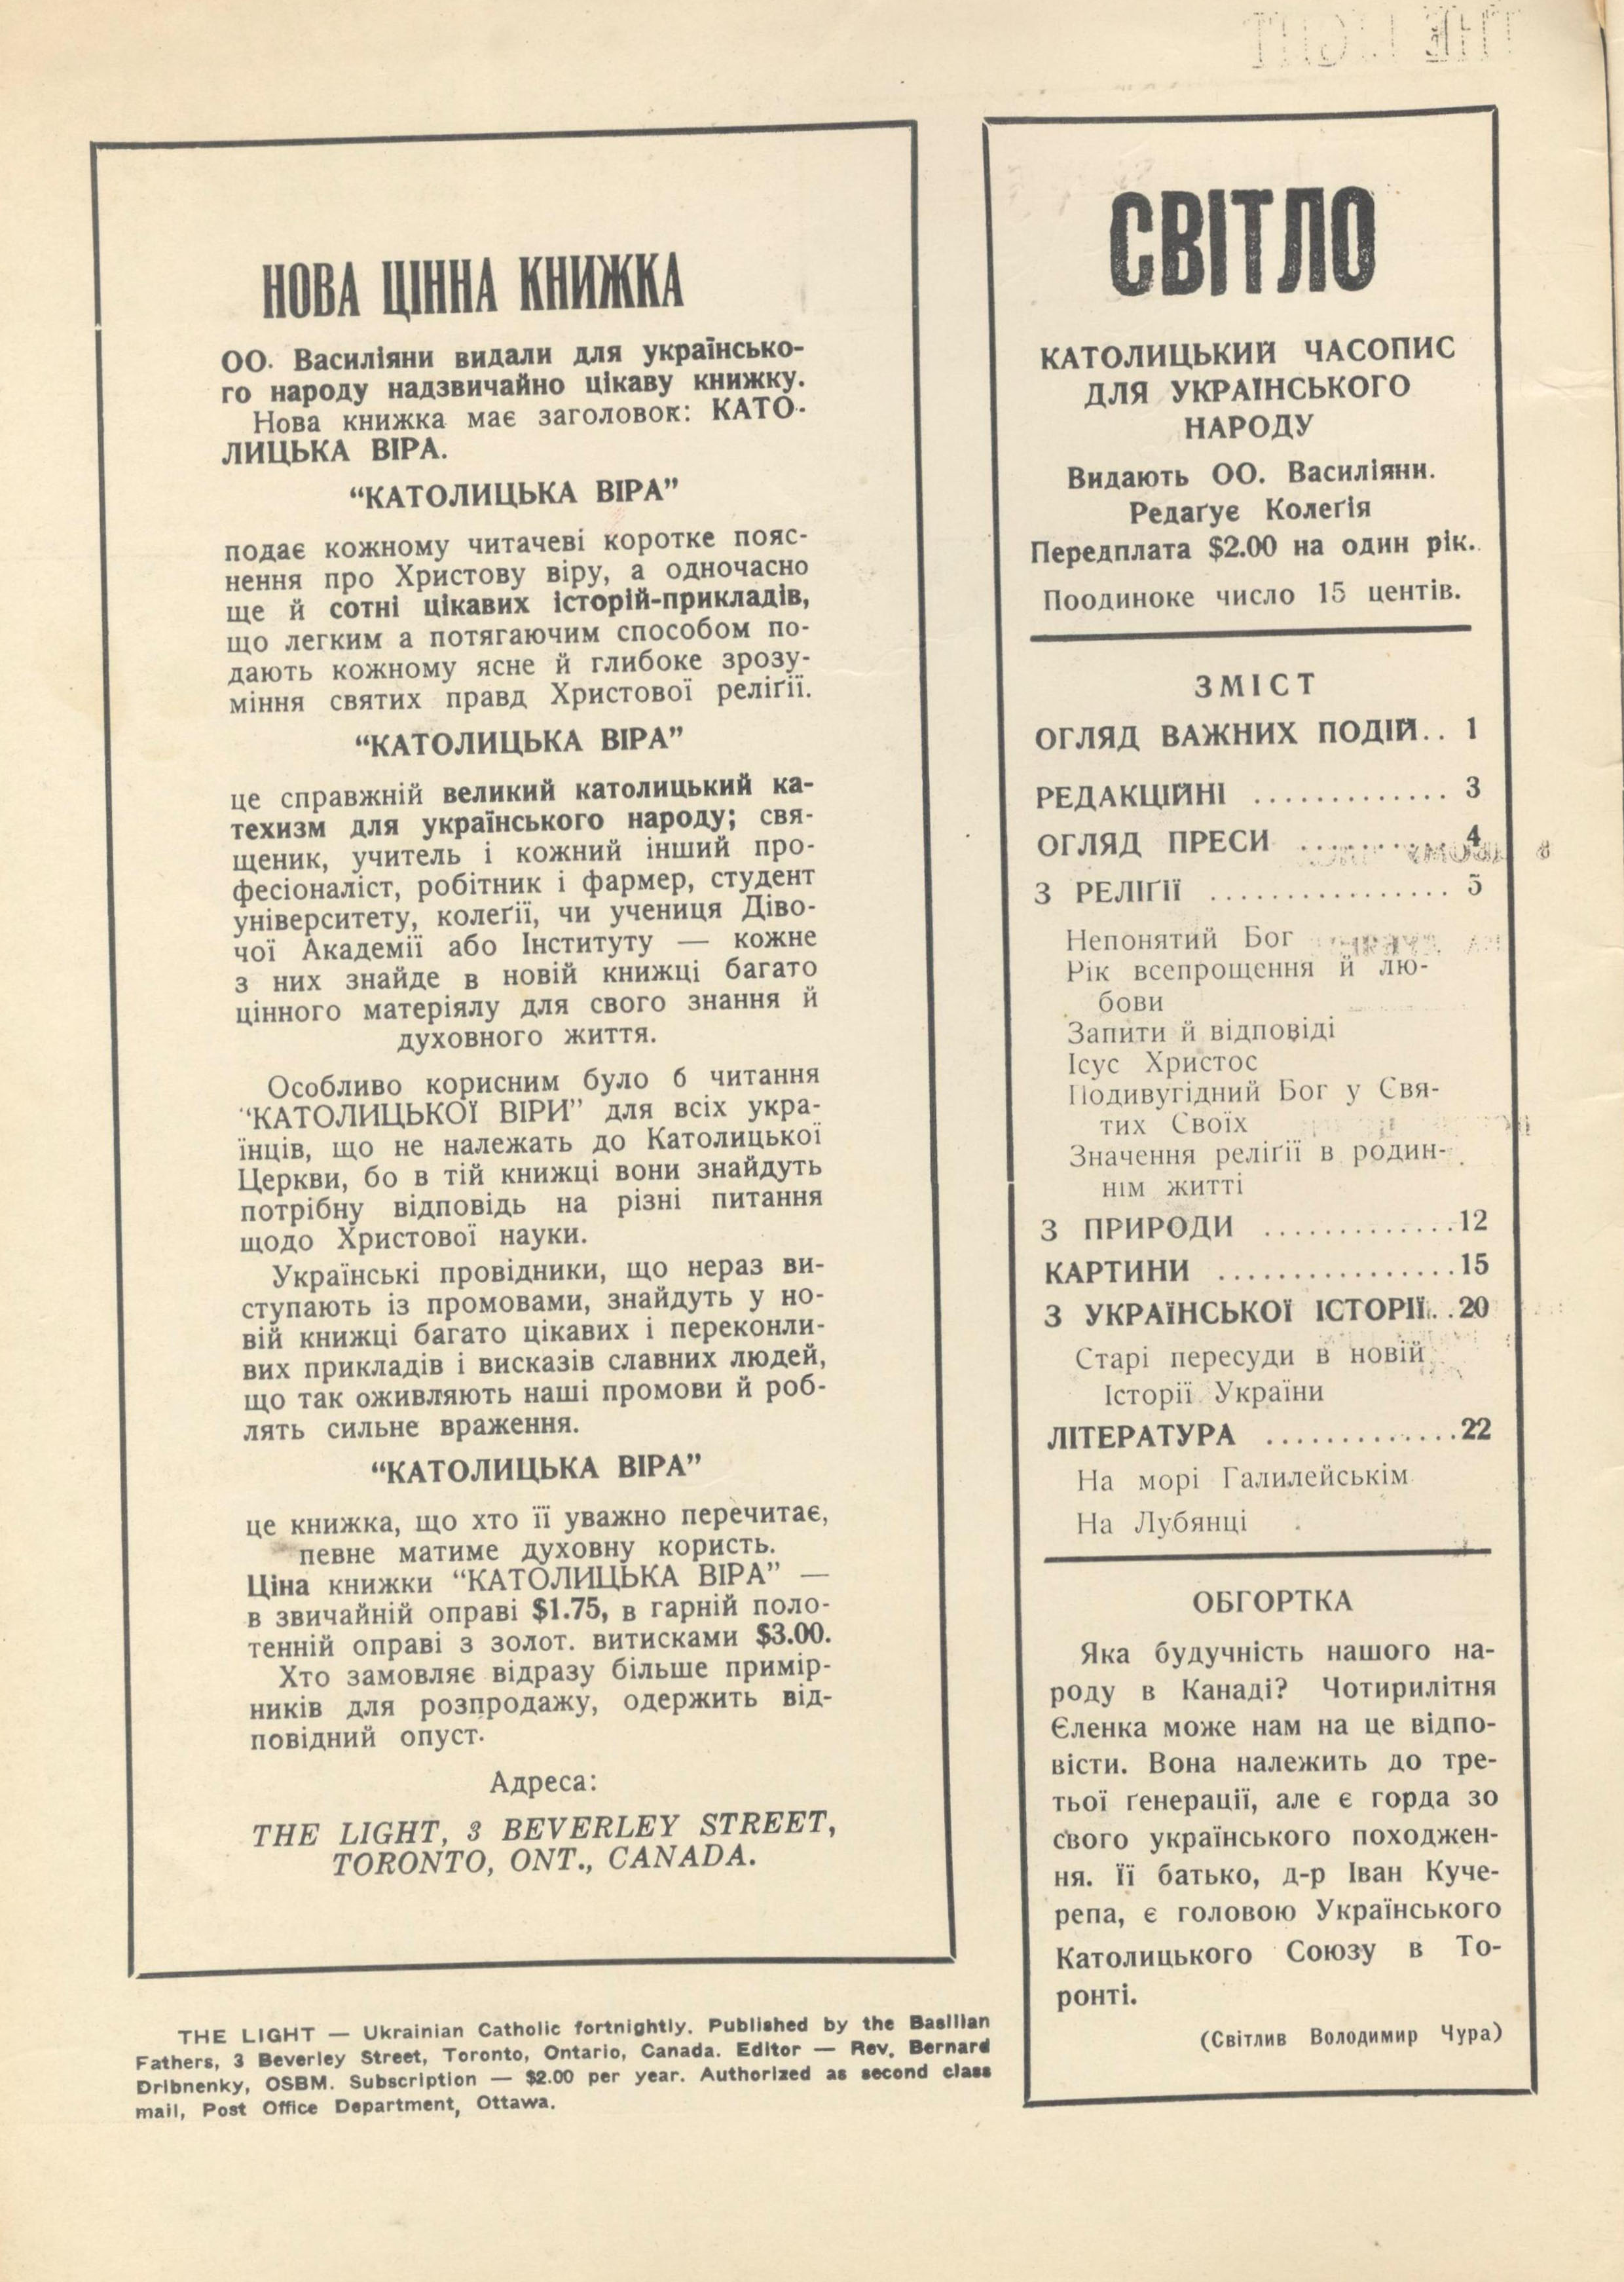 НОВА ЦІННА КНИЖКА
ОО. Василіяни видали для українсько-
го народу надзвичайно цікаву книжку.
Нова книжка має заголовок: КАТО-
ЛИЦЬКА ВІРА.
“КАТОЛИЦЬКА ВІРА”
подає кожному читачеві коротке пояс-
нення про Христову віру, а одночасно
ще й сотні цікавих історій-прикладів,
що легким а потягаючим способом по-
дають кожному ясне й глибоке зрозу-
міння святих правд Христової релігії.
“КАТОЛИЦЬКА ВІРА”
це справжній великий католицький ка-
техизм для українського народу; свя-
щеник, учитель і кожний інший про-
фесіоналіст, робітник і фармер, студент
університету, колеґії, чи учениця Діво-
чої Академії або Інституту — кожне
з них знайде в новій книжці багато
цінного матеріялу для свого знання й
духовного життя.
Особливо корисним було б читання
“КАТОЛИЦЬКОЇ ВІРИ” для всіх укра-
їнців, що не належать до Католицької
Церкви, бо в тій книжці вони знайдуть
потрібну відповідь на різні питання
щодо Христової науки.
Українські провідники, що нераз ви-
ступають із промовами, знайдуть у но-
вій книжці багато цікавих і переконли-
вих прикладів і висказів славних людей,
що так оживляють наші промови й роб-
лять сильне враження.
“КАТОЛИЦЬКА ВІРА”
це книжка, що хто її уважно перечитає,
певне матиме духовну користь.
Ціна книжки “КАТОЛИЦЬКА ВІРА” —
в звичайній оправі $1.75, в гарній поло-
тенній оправі з золот. витисками $3.00.
Хто замовляє відразу більше примір-
ників для розпродажу, одержить від-
повідний опуст.
Адреса:
THE LIGHT, 3 BEVERLEY STREET,
TORONTO, ONT., CANADA.
THE LIGHT — Ukrainian Catholic fortnightly. Published by the Basilian
Fathers, 3 Beverley Street, Toronto, Ontario, Canada. Editor — Rev. Bernard
Dribnenky, OSBM. Subscription — $2.00 per year. Authorized as second class
mail, Post Office Department, Ottawa.
СВІТЛО
КАТОЛИЦЬКИЙ ЧАСОПИС
ДЛЯ УКРАЇНСЬКОГО
НАРОДУ
Видають ОО. Василіяни.
Редаґує Колеґія
Передплата $2.00 на один рік.
Поодиноке число 15 центів.
ЗМІСТ
ОГЛЯД ВАЖНИХ ПОДІЙ.. 1
РЕДАКЦІЙНІ ............. 3
ОГЛЯД ПРЕСИ .......... 4
З РЕЛІҐІЇ ................ 5
Непонятий Бог
Рік всепрощення й лю-
бови
Запити й відповіді
Ісус Христос
Подивугідний Бог у Свя-
тих Своїх
Значення реліґії в родин-
нім житті
З ПРИРОДИ .............12
КАРТИНИ ................15
З УКРАЇНСЬКОЇ ІСТОРІЇ...20
Старі пересуди в новій
Історії України
ЛІТЕРАТУРА .............22
На морі Галилейськім
На Лубянці
ОБГОРТКА
Яка будучність нашого на-
роду в Канаді? Чотирилітня
Єленка може нам на це відпо-
вісти. Вона належить до тре-
тьої ґенерації, але є горда зо
свого українського походжен-
ня. Її батько, д-р Іван Куче-
репа, є головою Українського
Католицького Союзу в То-
ронті.
(Світлив Володимир Чура)